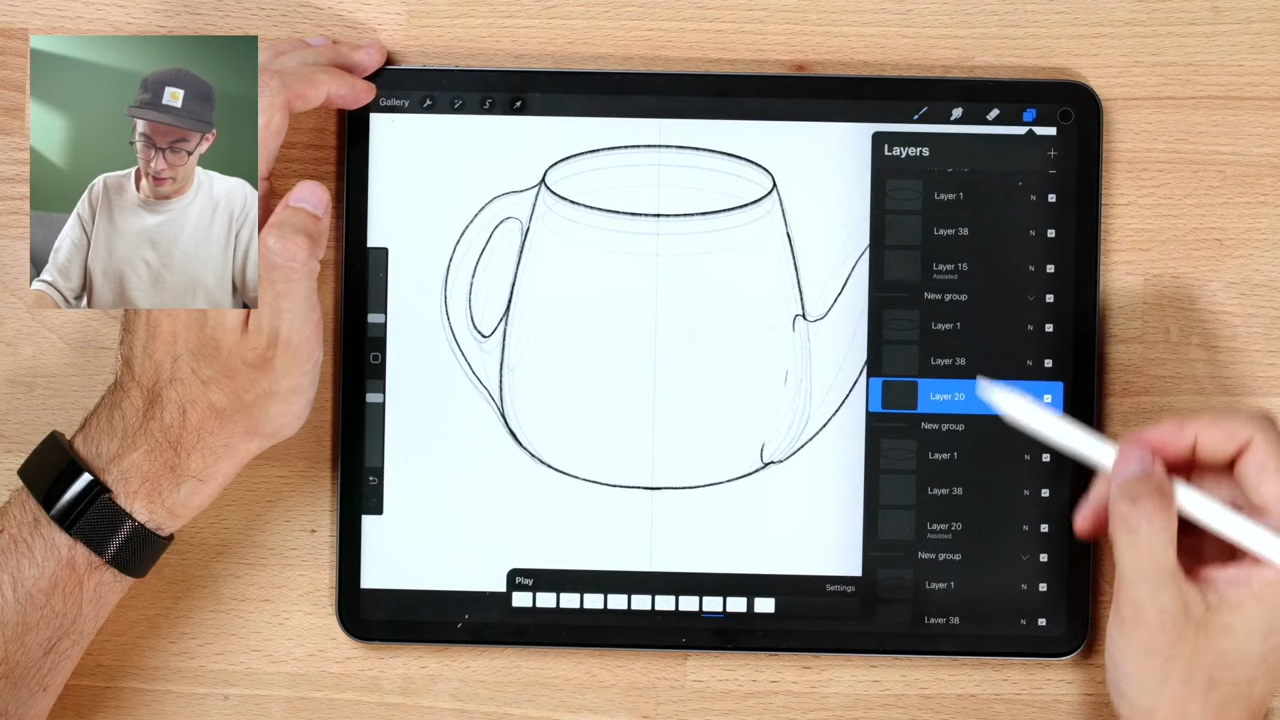 Gallery
Layers
Layer 1 N
Layer 38 N
Layer 15 N
Assisted
New group
Layer 1 N
Layer 38 N
Layer 20
New group
Layer 1 N
Layer 38 N
Layer 20 N
Assisted
New group
Layer 1 N
Layer 38 N
Play
Settings